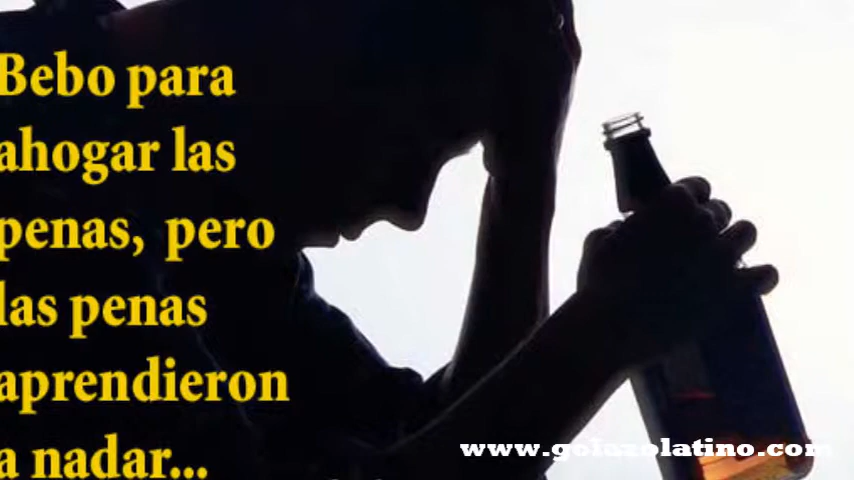 Bebo para
ahogar las
penas, pero
las penas
aprendieron
a nadar...
www.golazolatino.com